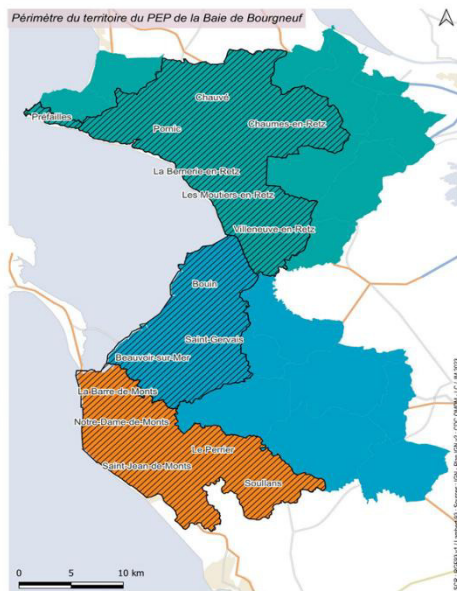 Périmètre du territoire du PEP de la Baie de Bourgneuf
Préfailles
Chauvé
Chaumes-en-Retz
Pornic
La Bernerie-en-Retz
Les Moutiers-en-Retz
Villeneuve-en-Retz
Bouin
Saint-Gervais
Beauvoir-sur-Mer
La Barre-de-Monts
Notre-Dame-de-Monts
Le Perrier
Saint-Jean-de-Monts
Soullans
0 5 10 km